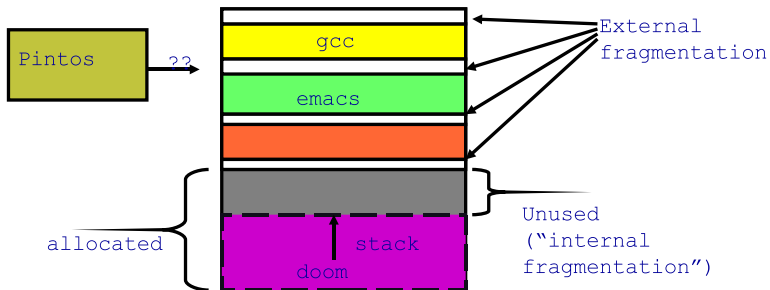 Pintos
??
gcc
emacs
External
fragmentation
allocated
stack
doom
Unused
(“internal
fragmentation”)